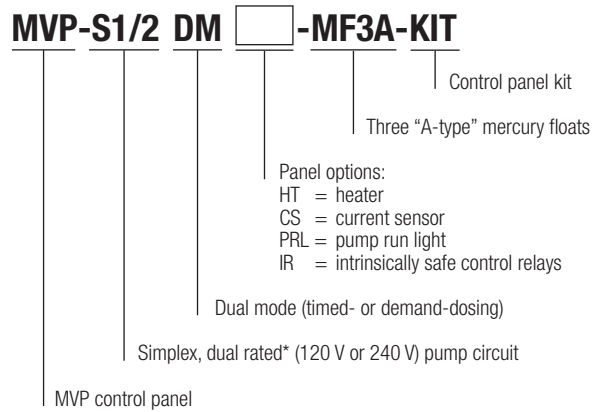 MVP-S1/2 DM -MF3A-KIT
Control panel kit
Three “A-type” mercury floats
Panel options:
HT = heater
CS = current sensor
PRL = pump run light
IR = intrinsically safe control relays
Dual mode (timed- or demand-dosing)
Simplex, dual rated* (120 V or 240 V) pump circuit
MVP control panel